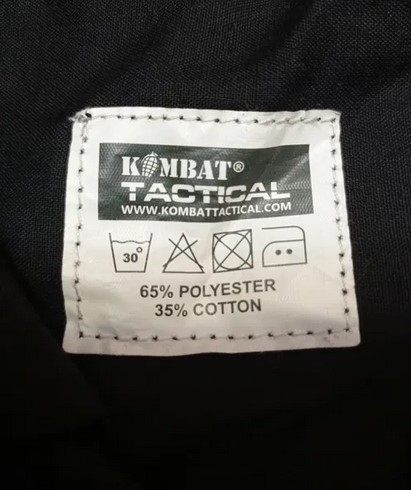 KOMBAT®
TACTICAL
WWW.KOMBATTACTICAL.COM
30°
65% POLYESTER
35% COTTON